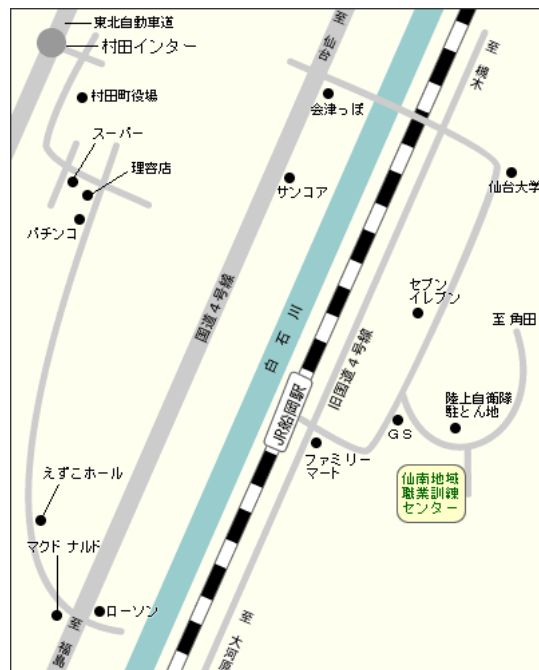 東北自動車道
村田インター
村田町役場
スーパー
理容店
パチンコ
至 仙台
会津っぽ
サンコア
至 槻木
仙台大学
国道4号線
白石川
旧国道4号線
セブン
イレブン
至 角田
JR船岡駅
陸上自衛隊
駐とん地
GS
ファミリー
マート
仙南地域
職業訓練
センター
えずこホール
マクドナルド
ローソン
至 福島
至 大河原